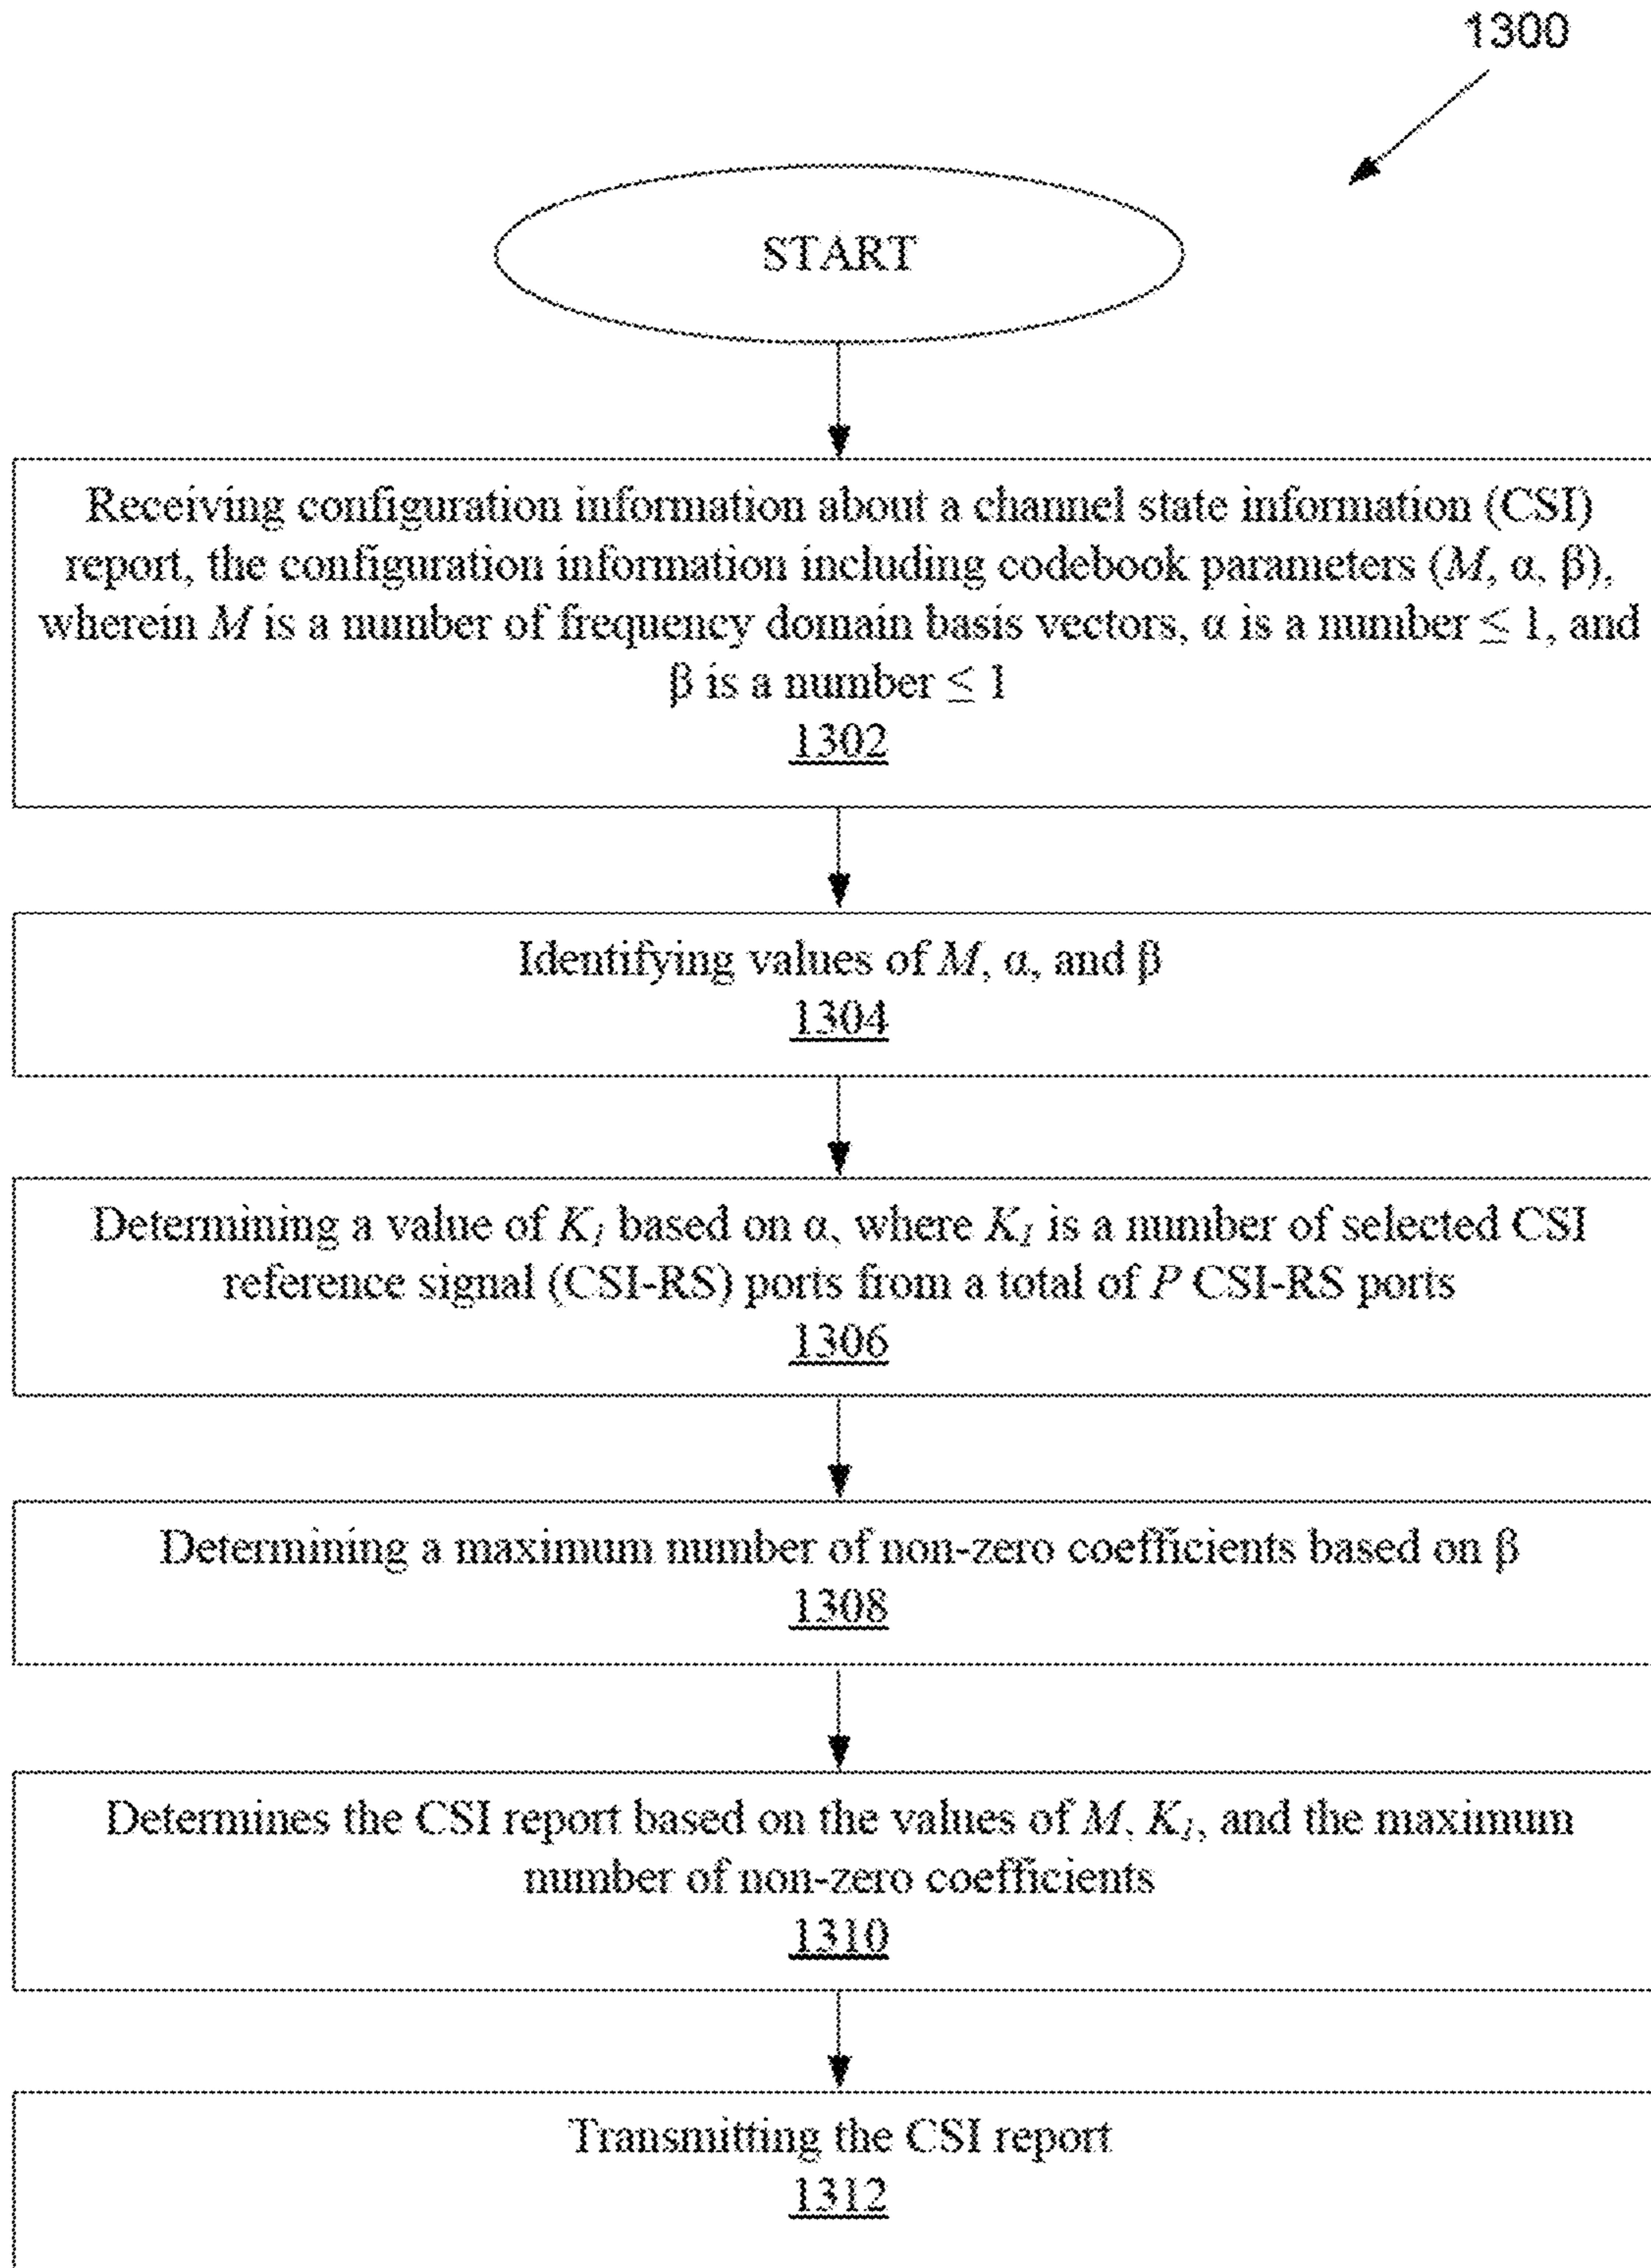 1300
START
Receiving configuration information about a channel state information (CSI)
report, the configuration information including codebook parameters (M, α, β),
wherein M is a number of frequency domain basis vectors, α is a number ≤ 1, and
β is a number ≤ 1
1302
Identifying values of M, α, and β
1304
Determining a value of K₁ based on α, where K₁ is a number of selected CSI
reference signal (CSI-RS) ports from a total of P CSI-RS ports
1306
Determining a maximum number of non-zero coefficients based on β
1308
Determines the CSI report based on the values of M, K₁, and the maximum
number of non-zero coefficients
1310
Transmitting the CSI report
1312